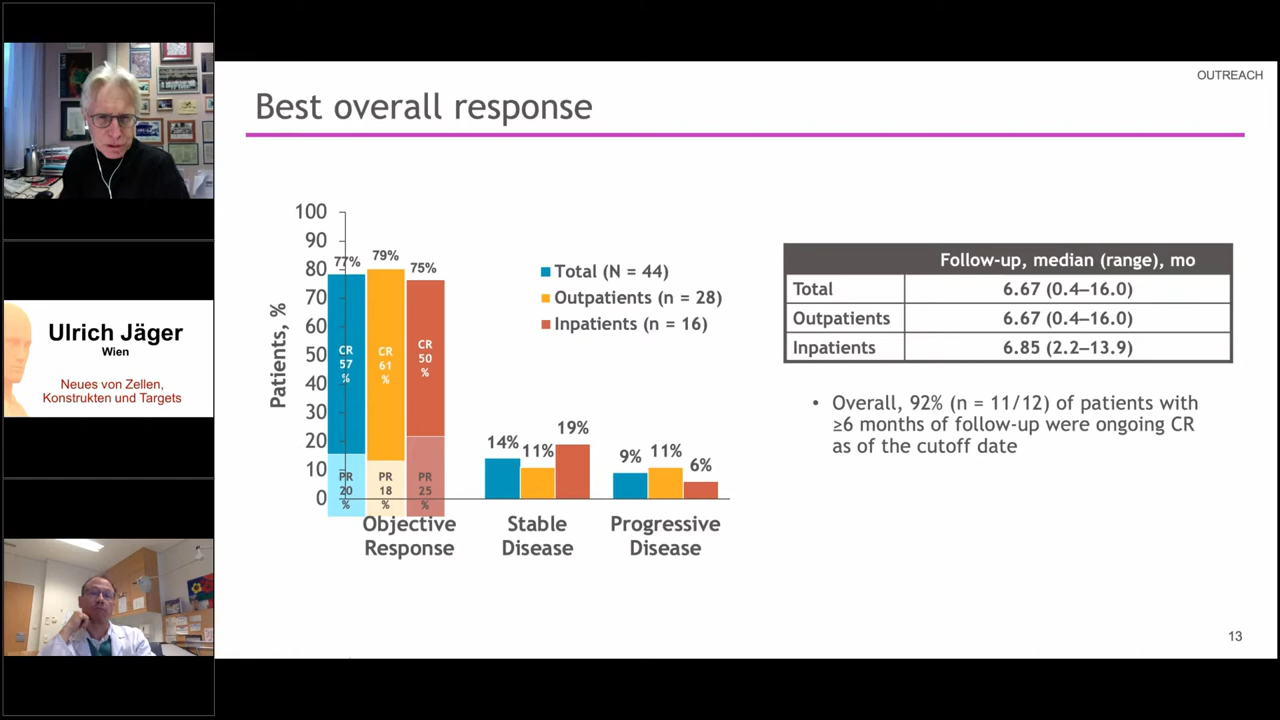 OUTREACH
Best overall response
100
90
80
70
60
50
40
30
20
10
0
Patients, %
77%
79%
75%
CR
57
%
CR
61
%
CR
50
%
PR
20
%
PR
18
%
PR
25
%
14%
11%
19%
9%
11%
6%
Objective
Response
Stable
Disease
Progressive
Disease
Total (N = 44)
Outpatients (n = 28)
Inpatients (n = 16)
Follow-up, median (range), mo
Total 6.67 (0.4–16.0)
Outpatients 6.67 (0.4–16.0)
Inpatients 6.85 (2.2–13.9)
• Overall, 92% (n = 11/12) of patients with
≥6 months of follow-up were ongoing CR
as of the cutoff date
13
Ulrich Jäger
Wien
Neues von Zellen,
Konstrukten und Targets